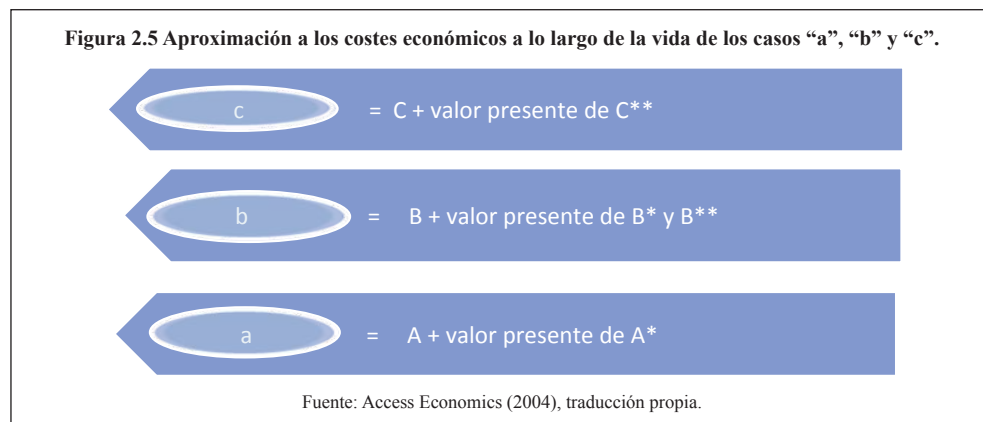 Figura 2.5 Aproximación a los costes económicos a lo largo de la vida de los casos “a”, “b” y “c”.
c = C + valor presente de C**
b = B + valor presente de B* y B**
a = A + valor presente de A*
Fuente: Access Economics (2004), traducción propia.